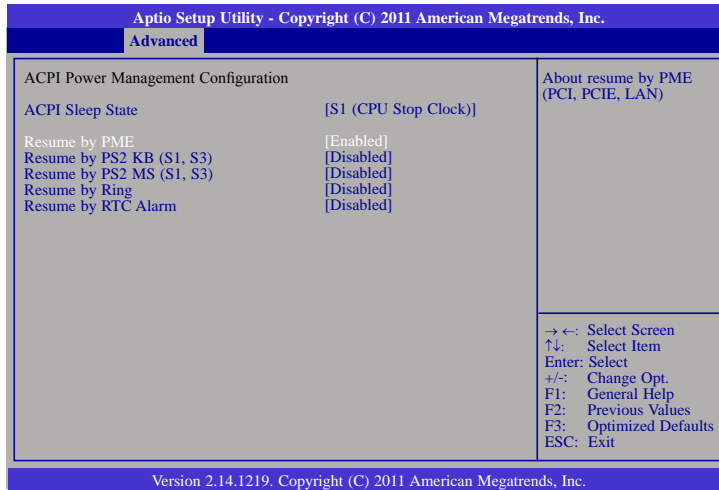 Aptio Setup Utility - Copyright (C) 2011 American Megatrends, Inc.
Advanced
ACPI Power Management Configuration
ACPI Sleep State [S1 (CPU Stop Clock)]
Resume by PME [Enabled]
Resume by PS2 KB (S1, S3) [Disabled]
Resume by PS2 MS (S1, S3) [Disabled]
Resume by Ring [Disabled]
Resume by RTC Alarm [Disabled]
About resume by PME
(PCI, PCIE, LAN)
→←: Select Screen
↑↓: Select Item
Enter: Select
+/-: Change Opt.
F1: General Help
F2: Previous Values
F3: Optimized Defaults
ESC: Exit
Version 2.14.1219. Copyright (C) 2011 American Megatrends, Inc.